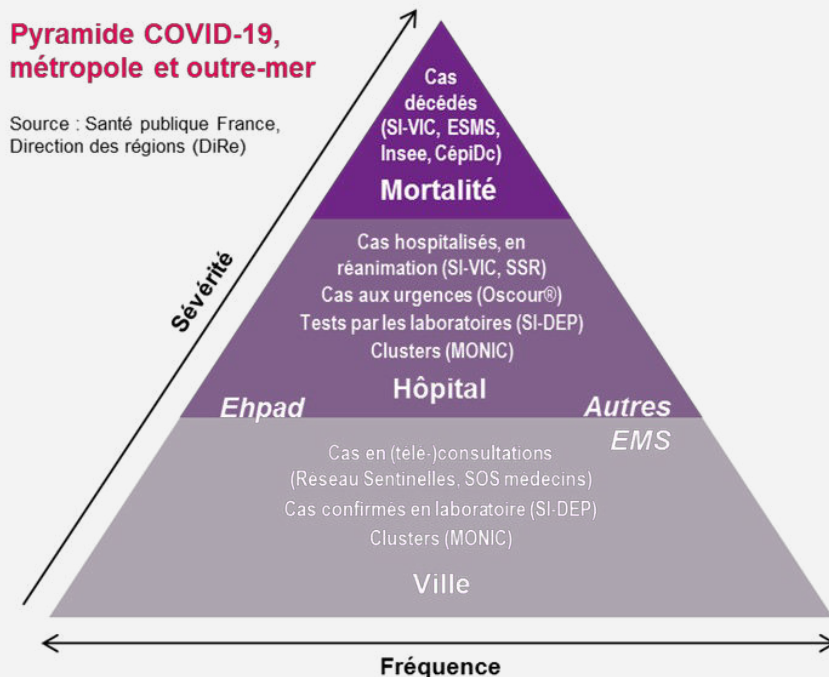 Pyramide COVID-19,
métropole et outre-mer
Source : Santé publique France,
Direction des régions (DiRe)
Sévérité
Cas
décédés
(SI-VIC, ESMS,
Insee, CépiDc)
Mortalité
Cas hospitalisés, en
réanimation (SI-VIC, SSR)
Cas aux urgences (Oscour®)
Tests par les laboratoires (SI-DEP)
Clusters (MONIC)
Hôpital
Ehpad
Autres
EMS
Cas en (télé-)consultations
(Réseau Sentinelles, SOS médecins)
Cas confirmés en laboratoire (SI-DEP)
Clusters (MONIC)
Ville
Fréquence